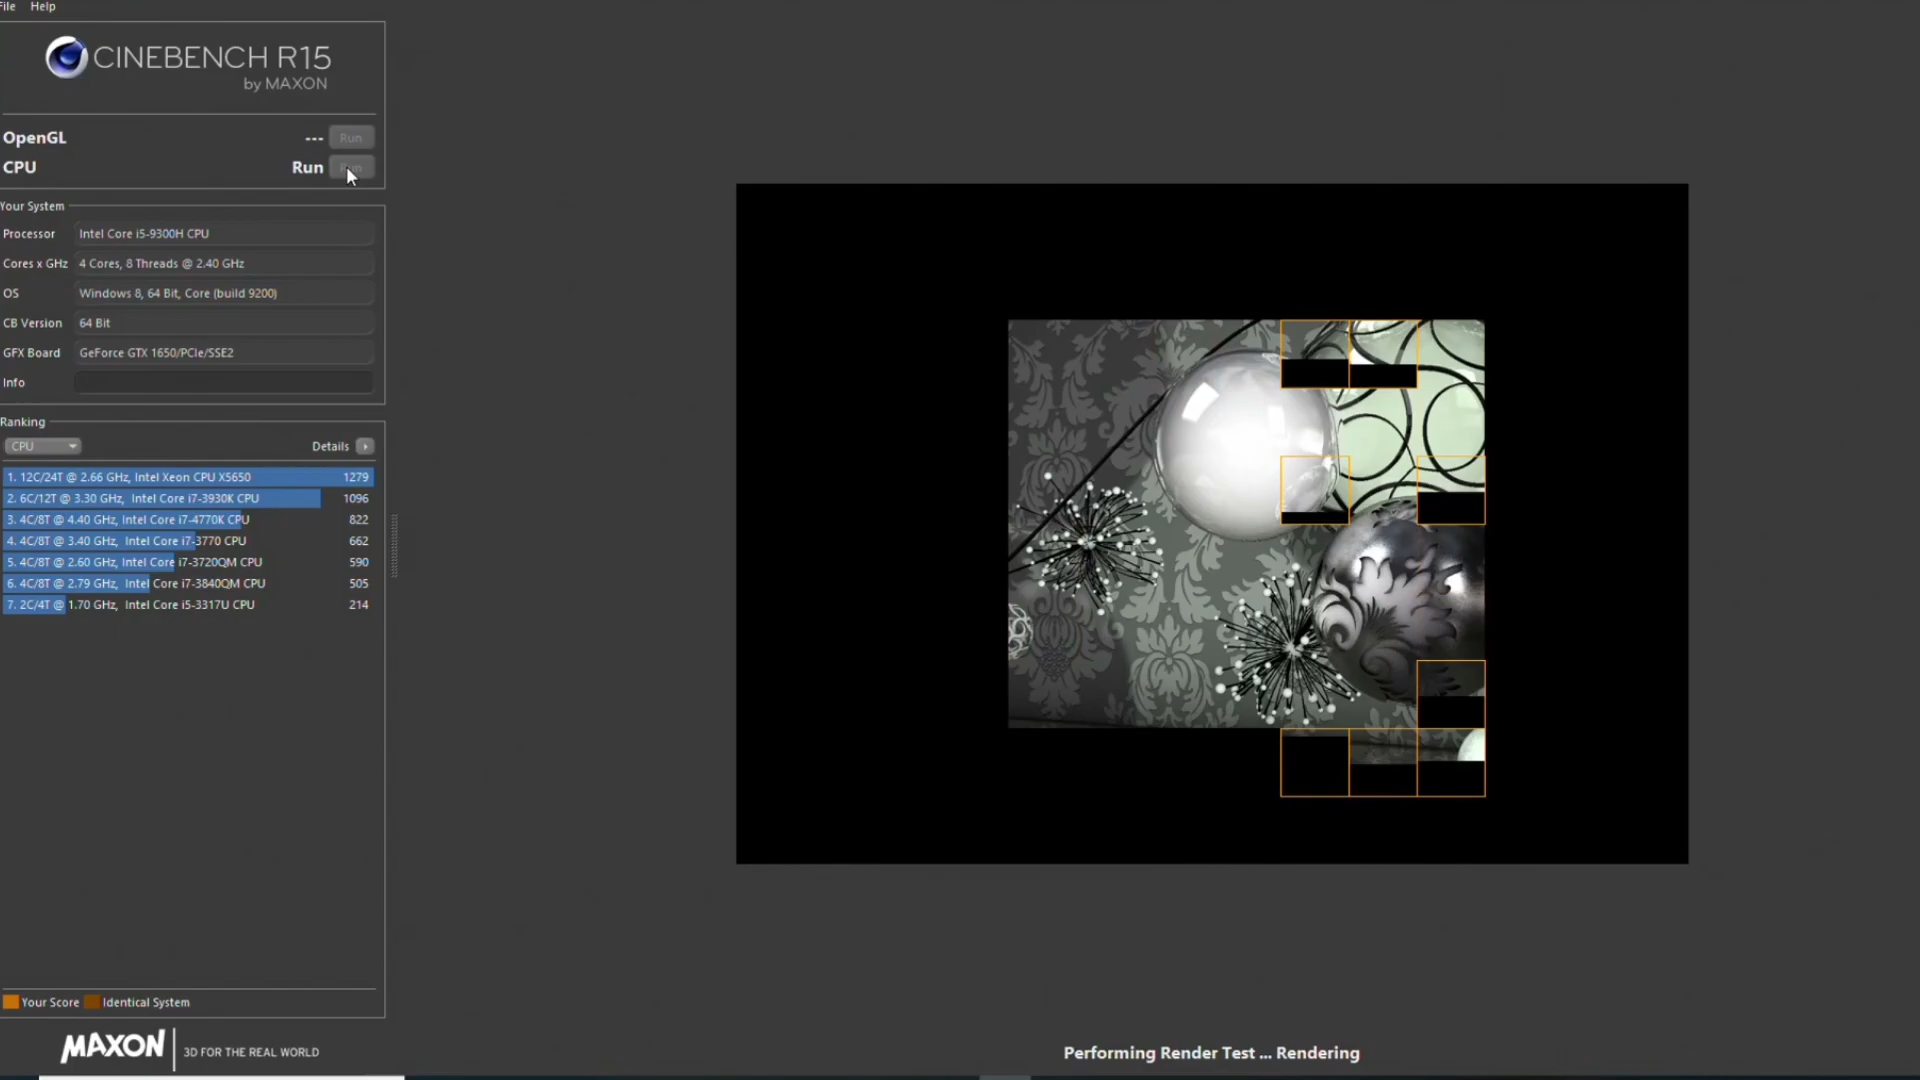 File Help
CINEBENCH R15
by MAXON
OpenGL --- Run
CPU Run
Your System
Processor Intel Core i5-9300H CPU
Cores x GHz 4 Cores, 8 Threads @ 2.40 GHz
OS Windows 8, 64 Bit, Core (build 9200)
CB Version 64 Bit
GFX Board GeForce GTX 1650/PCIe/SSE2
Info
Ranking
CPU Details
1. 12C/24T @ 2.66 GHz, Intel Xeon CPU X5650 1279
2. 6C/12T @ 3.30 GHz, Intel Core i7-3930K CPU 1096
3. 4C/8T @ 4.40 GHz, Intel Core i7-4770K CPU 822
4. 4C/8T @ 3.40 GHz, Intel Core i7-3770 CPU 662
5. 4C/8T @ 2.60 GHz, Intel Core i7-3720QM CPU 590
6. 4C/8T @ 2.79 GHz, Intel Core i7-3840QM CPU 505
7. 2C/4T @ 1.70 GHz, Intel Core i5-3317U CPU 214
Your Score Identical System
MAXON 3D FOR THE REAL WORLD
Performing Render Test ... Rendering